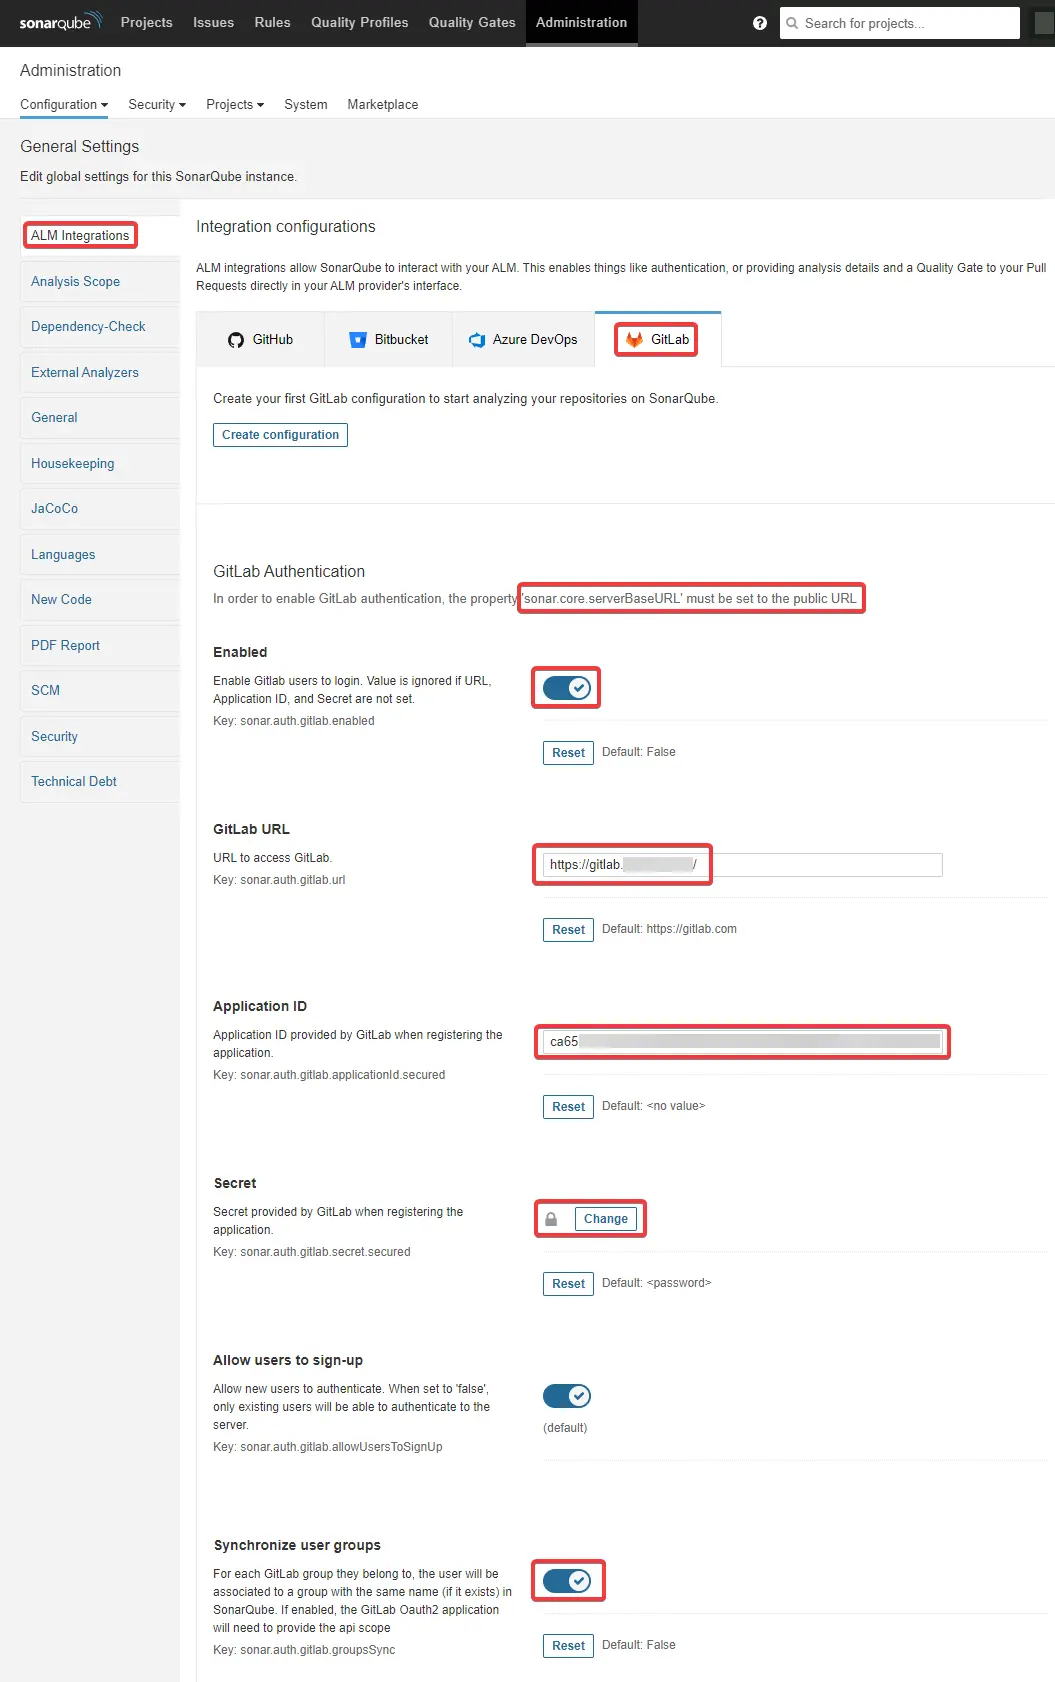 sonarqube Projects Issues Rules Quality Profiles Quality Gates Administration Search for projects...
Administration
Configuration Security Projects System Marketplace
General Settings
Edit global settings for this SonarQube instance.
ALM Integrations
Analysis Scope
Dependency-Check
External Analyzers
General
Housekeeping
JaCoCo
Languages
New Code
PDF Report
SCM
Security
Technical Debt
Integration configurations
ALM integrations allow SonarQube to interact with your ALM. This enables things like authentication, or providing analysis details and a Quality Gate to your Pull
Requests directly in your ALM provider's interface.
GitHub Bitbucket Azure DevOps GitLab
Create your first GitLab configuration to start analyzing your repositories on SonarQube.
Create configuration
GitLab Authentication
In order to enable GitLab authentication, the property 'sonar.core.serverBaseURL' must be set to the public URL
Enabled
Enable Gitlab users to login. Value is ignored if URL,
Application ID, and Secret are not set.
Key: sonar.auth.gitlab.enabled
Reset Default: False
GitLab URL
URL to access GitLab.
Key: sonar.auth.gitlab.url
https://gitlab. /
Reset Default: https://gitlab.com
Application ID
Application ID provided by GitLab when registering the
application.
Key: sonar.auth.gitlab.applicationId.secured
ca65
Reset Default: <no value>
Secret
Secret provided by GitLab when registering the
application.
Key: sonar.auth.gitlab.secret.secured
Change
Reset Default: <password>
Allow users to sign-up
Allow new users to authenticate. When set to 'false',
only existing users will be able to authenticate to the
server.
Key: sonar.auth.gitlab.allowUsersToSignUp
(default)
Synchronize user groups
For each GitLab group they belong to, the user will be
associated to a group with the same name (if it exists) in
SonarQube. If enabled, the GitLab Oauth2 application
will need to provide the api scope
Key: sonar.auth.gitlab.groupsSync
Reset Default: False